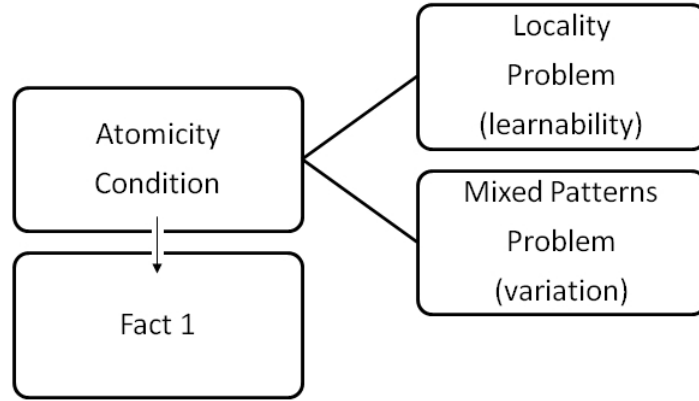 Atomicity
Condition
Fact 1
Locality
Problem
(learnability)
Mixed Patterns
Problem
(variation)